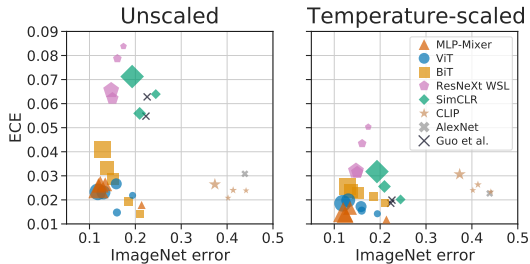 Unscaled
Temperature-scaled
0.09
0.08
0.07
0.06
0.05
0.04
0.03
0.02
0.01
ECE
0.1 0.2 0.3 0.4 0.5
ImageNet error
0.1 0.2 0.3 0.4 0.5
ImageNet error
MLP-Mixer
ViT
BiT
ResNeXt WSL
SimCLR
CLIP
AlexNet
Guo et al.